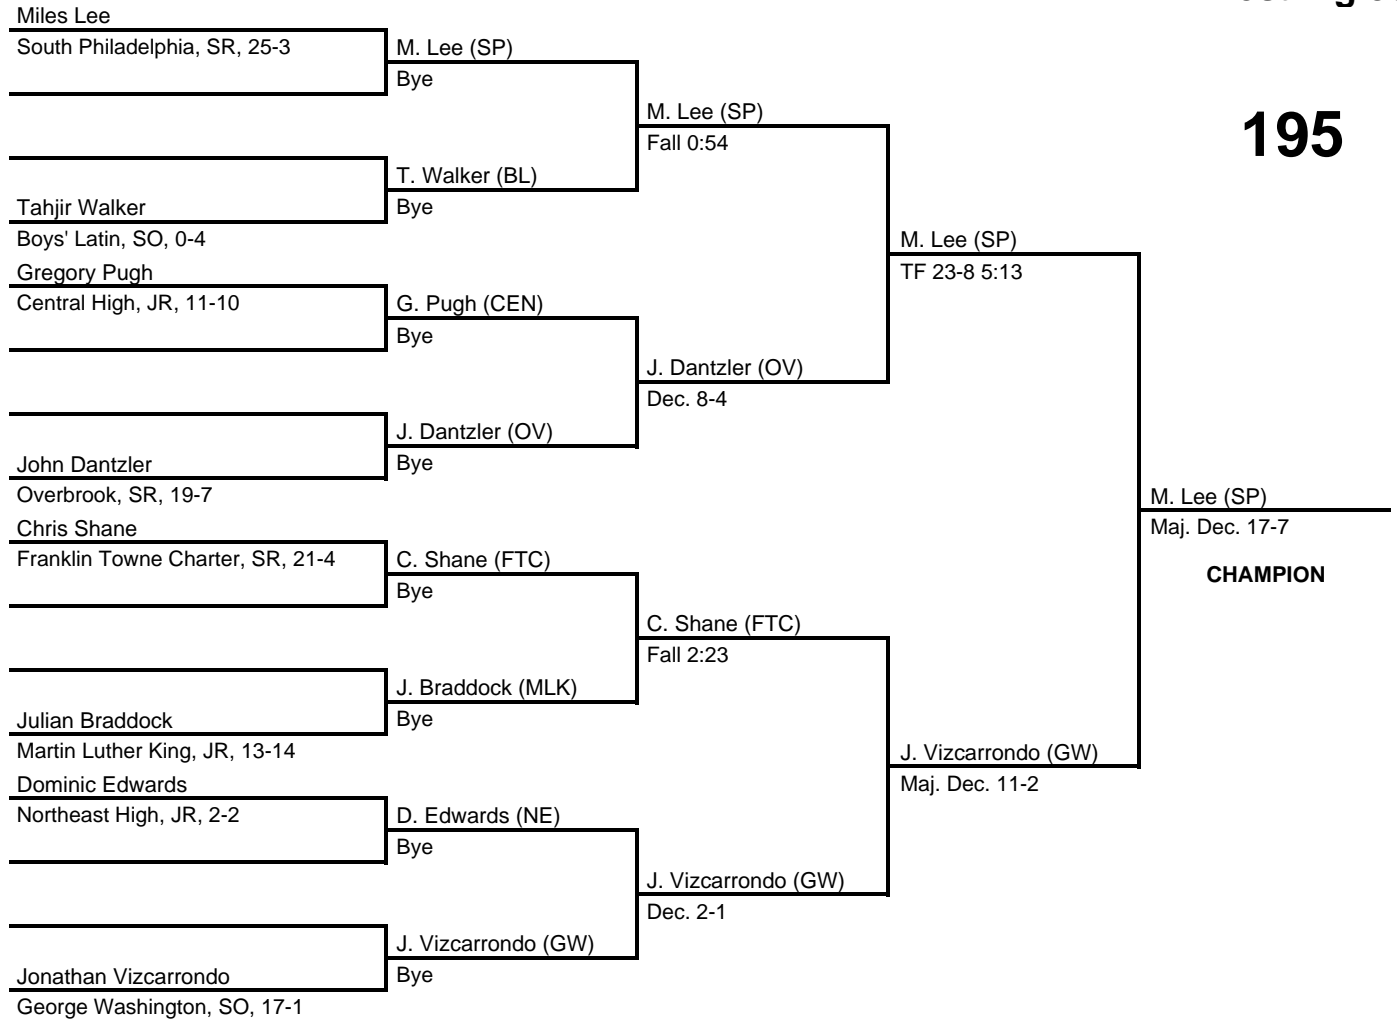 Miles Lee
South Philadelphia, SR, 25-3
M. Lee (SP)
Bye
M. Lee (SP)
Fall 0:54
195
T. Walker (BL)
Bye
Tahjir Walker
Boys' Latin, SO, 0-4
M. Lee (SP)
TF 23-8 5:13
Gregory Pugh
Central High, JR, 11-10
G. Pugh (CEN)
Bye
J. Dantzler (OV)
Dec. 8-4
J. Dantzler (OV)
Bye
John Dantzler
Overbrook, SR, 19-7
M. Lee (SP)
Maj. Dec. 17-7
CHAMPION
Chris Shane
Franklin Towne Charter, SR, 21-4
C. Shane (FTC)
Bye
C. Shane (FTC)
Fall 2:23
J. Braddock (MLK)
Bye
Julian Braddock
Martin Luther King, JR, 13-14
J. Vizcarrondo (GW)
Maj. Dec. 11-2
Dominic Edwards
Northeast High, JR, 2-2
D. Edwards (NE)
Bye
J. Vizcarrondo (GW)
Dec. 2-1
J. Vizcarrondo (GW)
Bye
Jonathan Vizcarrondo
George Washington, SO, 17-1